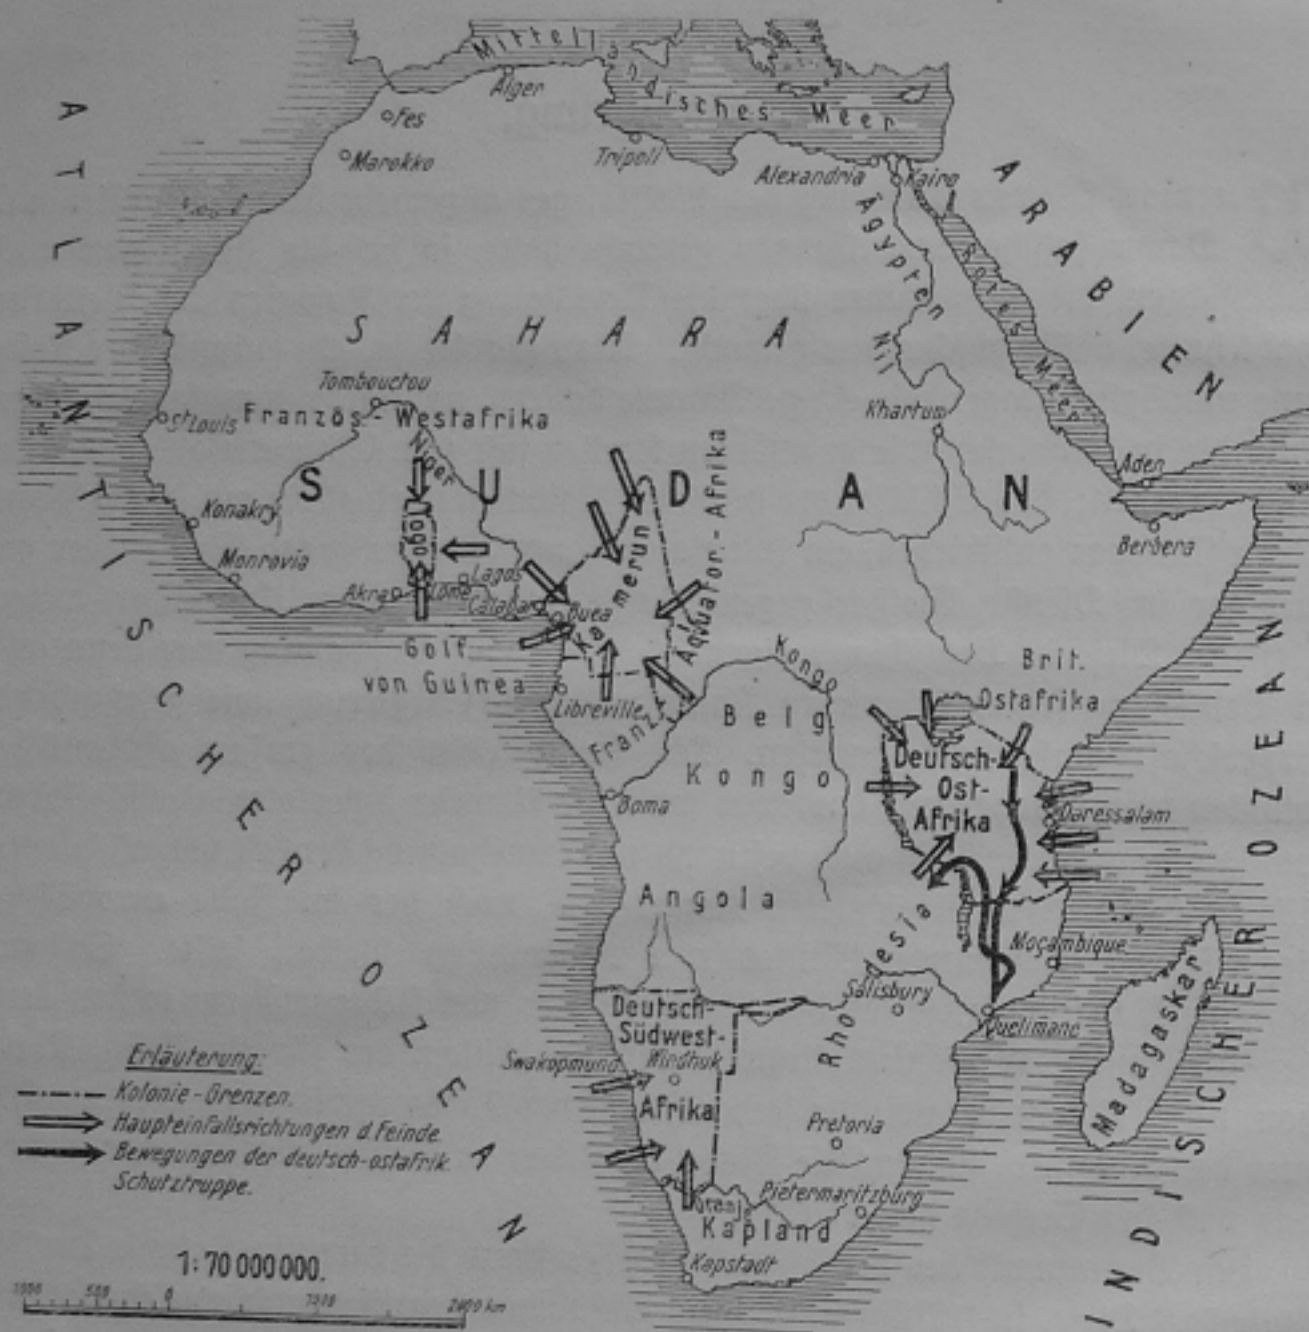 Mittelländisches Meer
Alger
Fes
Marokko
Tripoli
Alexandria
Kairo
Ägypten
Nil
Rotes Meer
ARABIEN
ATLANTISCHER OZEAN
SAHARA
Tombouctou
St Louis
Französ-Westafrika
Niger
Khartum
Aden
SUDAN
Konakry
Togo
Berbera
Monrovia
Akra
Lome
Lagos
Calabar
Buea
Kamerun
Franz. Äquator.-Afrika
Golf
von Guinea
Libreville
Kongo
Brit.
Ostafrika
Belg
Kongo
Deutsch-
Ost-
Afrika
Boma
Daressalam
Angola
Moçambique
Rhodesia
Salisbury
Quelimane
Madagaskar
INDISCHER OZEAN
Deutsch-
Südwest-
Windhuk
Swakopmund
Afrika
Pretoria
Oranje
Pietermaritzburg
Kapland
Kapstadt
Erläuterung:
Kolonie-Grenzen.
Haupteinfallsrichtungen d. Feinde.
Bewegungen der deutsch-ostafrik.
Schutztruppe.
1:70 000 000.
1000 500 0 1000 2000 km